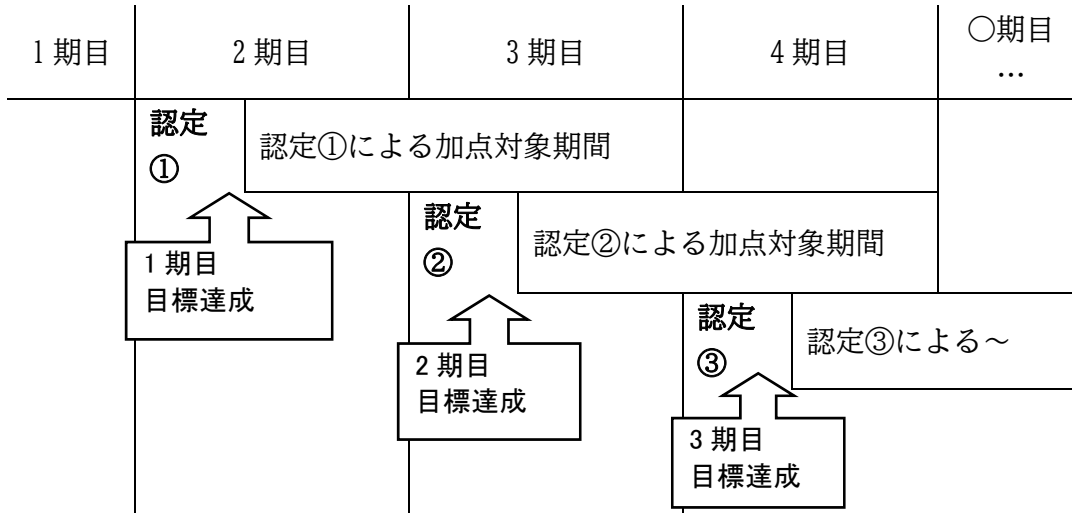 1期目
2期目
3期目
4期目
○期目
…
認定
①
認定①による加点対象期間
1期目
目標達成
認定
②
認定②による加点対象期間
2期目
目標達成
認定
③
認定③による～
3期目
目標達成